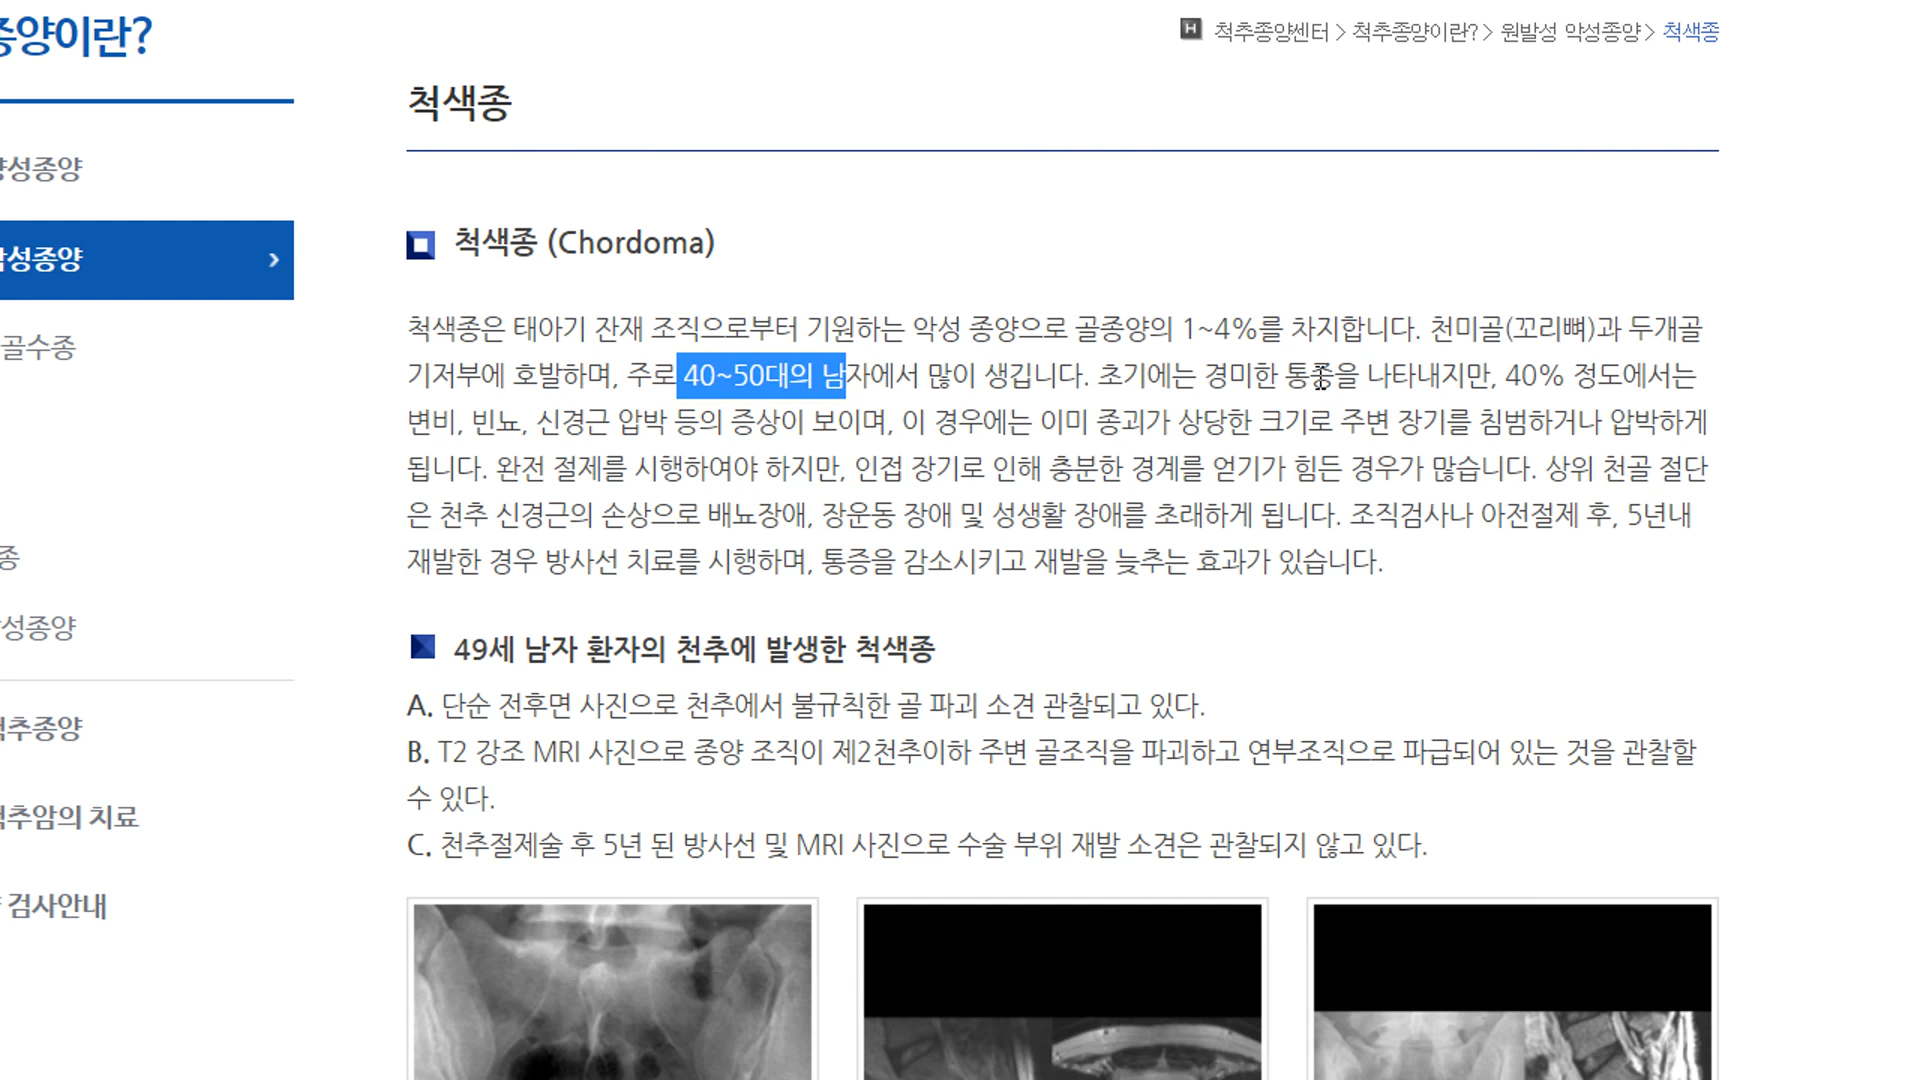 종양이란?
H 척추종양센터 > 척추종양이란? > 원발성 악성종양 > 척색종
척색종
양성종양
악성종양 ›
골수종
종
성종양
척추종양
척추암의 치료
검사안내
척색종 (Chordoma)
척색종은 태아기 잔재 조직으로부터 기원하는 악성 종양으로 골종양의 1~4%를 차지합니다. 천미골(꼬리뼈)과 두개골
기저부에 호발하며, 주로 40~50대의 남자에서 많이 생깁니다. 초기에는 경미한 통증을 나타내지만, 40% 정도에서는
변비, 빈뇨, 신경근 압박 등의 증상이 보이며, 이 경우에는 이미 종괴가 상당한 크기로 주변 장기를 침범하거나 압박하게
됩니다. 완전 절제를 시행하여야 하지만, 인접 장기로 인해 충분한 경계를 얻기가 힘든 경우가 많습니다. 상위 천골 절단
은 천추 신경근의 손상으로 배뇨장애, 장운동 장애 및 성생활 장애를 초래하게 됩니다. 조직검사나 아전절제 후, 5년내
재발한 경우 방사선 치료를 시행하며, 통증을 감소시키고 재발을 늦추는 효과가 있습니다.
49세 남자 환자의 천추에 발생한 척색종
A. 단순 전후면 사진으로 천추에서 불규칙한 골 파괴 소견 관찰되고 있다.
B. T2 강조 MRI 사진으로 종양 조직이 제2천추이하 주변 골조직을 파괴하고 연부조직으로 파급되어 있는 것을 관찰할
수 있다.
C. 천추절제술 후 5년 된 방사선 및 MRI 사진으로 수술 부위 재발 소견은 관찰되지 않고 있다.